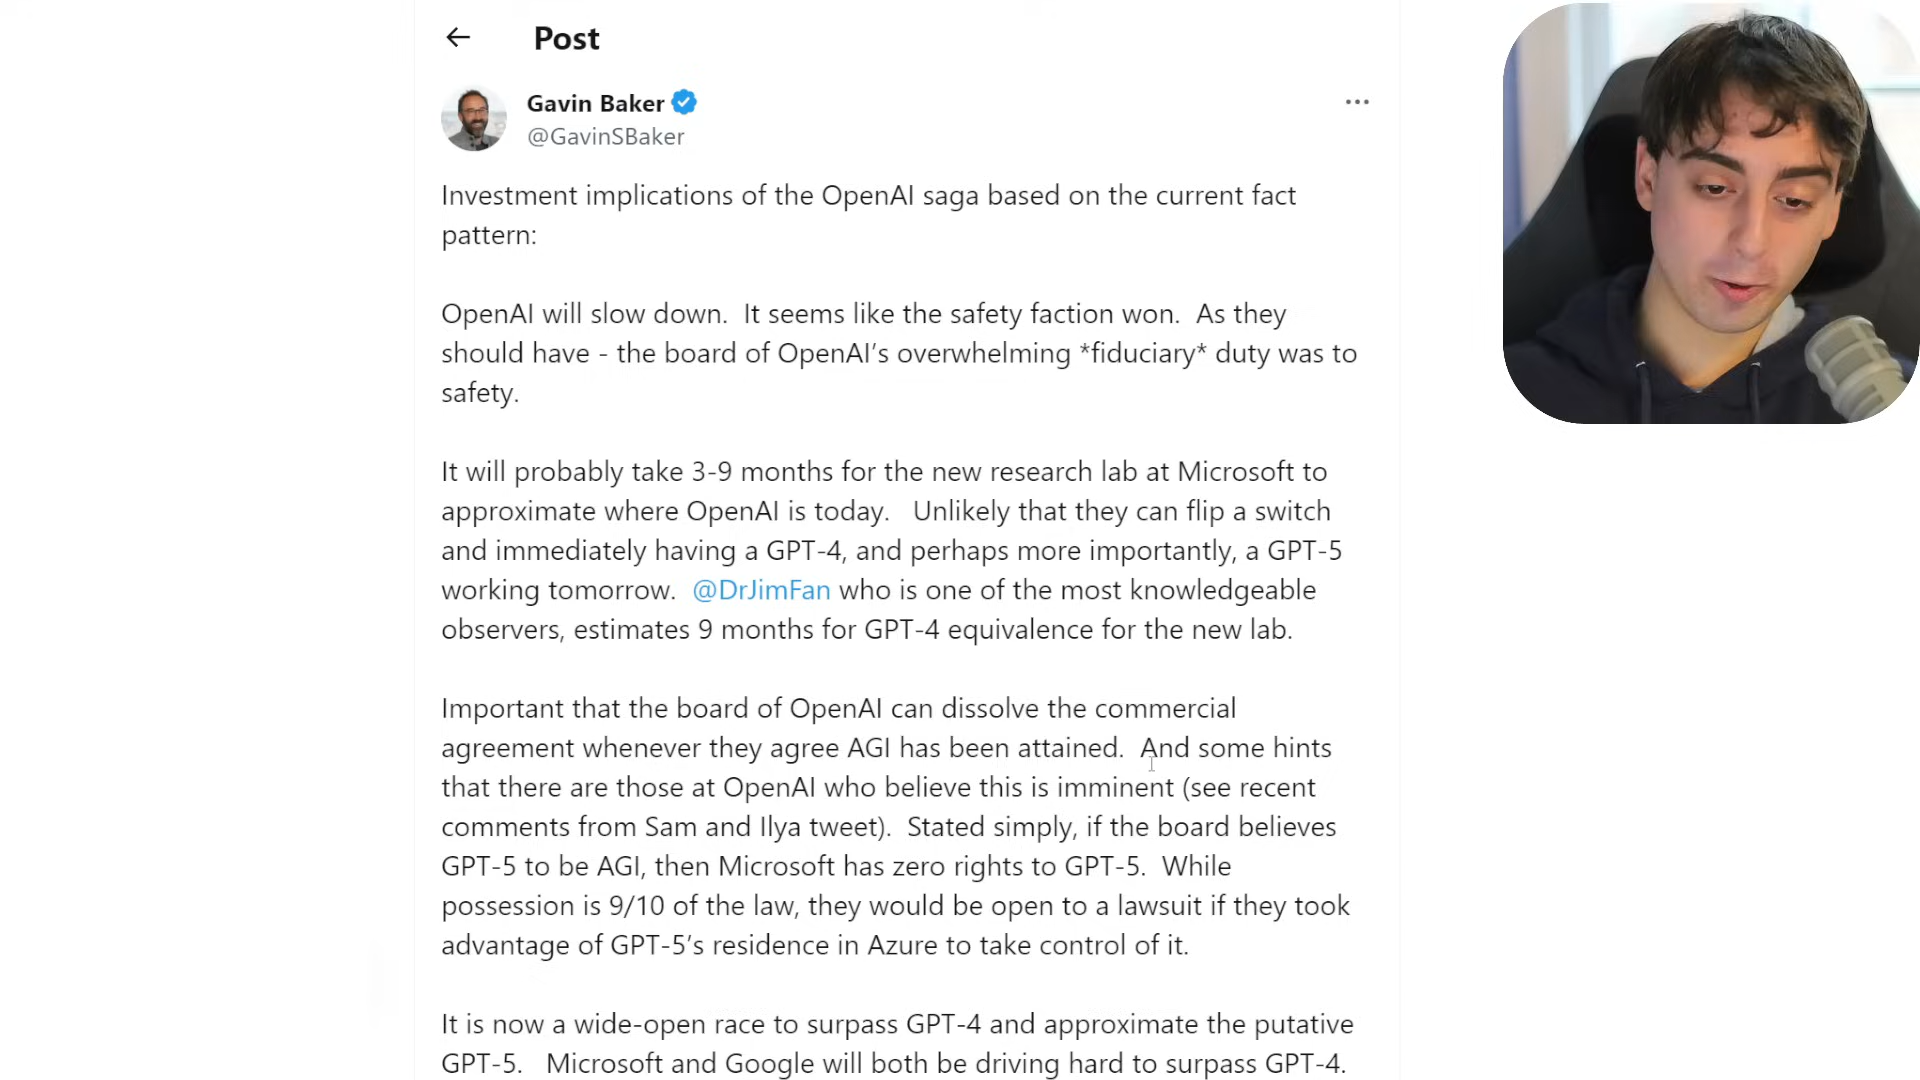 Post
Gavin Baker
@GavinSBaker
Investment implications of the OpenAI saga based on the current fact
pattern:
OpenAI will slow down.  It seems like the safety faction won.  As they
should have - the board of OpenAI’s overwhelming *fiduciary* duty was to
safety.
It will probably take 3-9 months for the new research lab at Microsoft to
approximate where OpenAI is today.   Unlikely that they can flip a switch
and immediately having a GPT-4, and perhaps more importantly, a GPT-5
working tomorrow.  @DrJimFan who is one of the most knowledgeable
observers, estimates 9 months for GPT-4 equivalence for the new lab.
Important that the board of OpenAI can dissolve the commercial
agreement whenever they agree AGI has been attained.  And some hints
that there are those at OpenAI who believe this is imminent (see recent
comments from Sam and Ilya tweet).  Stated simply, if the board believes
GPT-5 to be AGI, then Microsoft has zero rights to GPT-5.  While
possession is 9/10 of the law, they would be open to a lawsuit if they took
advantage of GPT-5’s residence in Azure to take control of it.
It is now a wide-open race to surpass GPT-4 and approximate the putative
GPT-5.   Microsoft and Google will both be driving hard to surpass GPT-4.